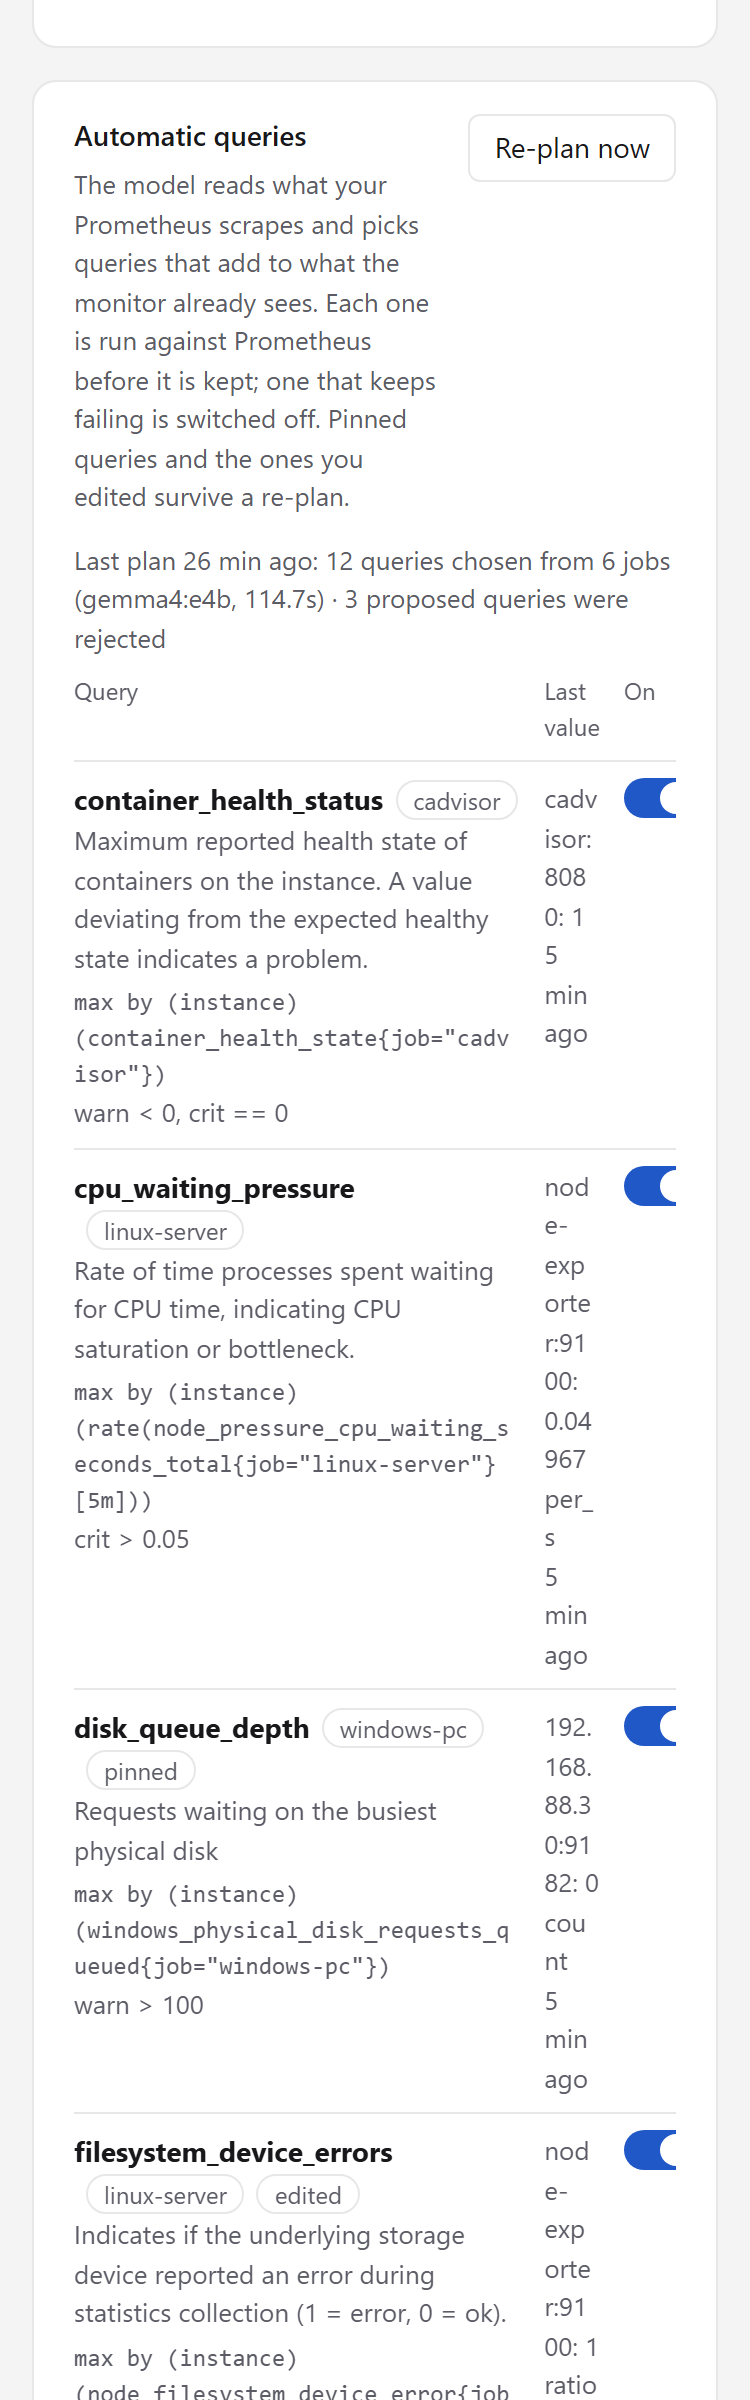 Automatic queries
Re-plan now
The model reads what your
Prometheus scrapes and picks
queries that add to what the
monitor already sees. Each one
is run against Prometheus
before it is kept; one that keeps
failing is switched off. Pinned
queries and the ones you
edited survive a re-plan.
Last plan 26 min ago: 12 queries chosen from 6 jobs
(gemma4:e4b, 114.7s) · 3 proposed queries were
rejected
Query
Last
value
On
container_health_status cadvisor
Maximum reported health state of
containers on the instance. A value
deviating from the expected healthy
state indicates a problem.
max by (instance)
(container_health_state{job="cadv
isor"})
warn < 0, crit == 0
cadv
isor:
808
0: 1
5
min
ago
cpu_waiting_pressure
linux-server
Rate of time processes spent waiting
for CPU time, indicating CPU
saturation or bottleneck.
max by (instance)
(rate(node_pressure_cpu_waiting_s
econds_total{job="linux-server"}
[5m]))
crit > 0.05
nod
e-
exp
orte
r:91
00:
0.04
967
per_
s
5
min
ago
disk_queue_depth windows-pc
pinned
Requests waiting on the busiest
physical disk
max by (instance)
(windows_physical_disk_requests_q
ueued{job="windows-pc"})
warn > 100
192.
168.
88.3
0:91
82: 0
cou
nt
5
min
ago
filesystem_device_errors
linux-server edited
Indicates if the underlying storage
device reported an error during
statistics collection (1 = error, 0 = ok).
max by (instance)
(node_filesystem_device_error{job
nod
e-
exp
orte
r:91
00: 1
ratio